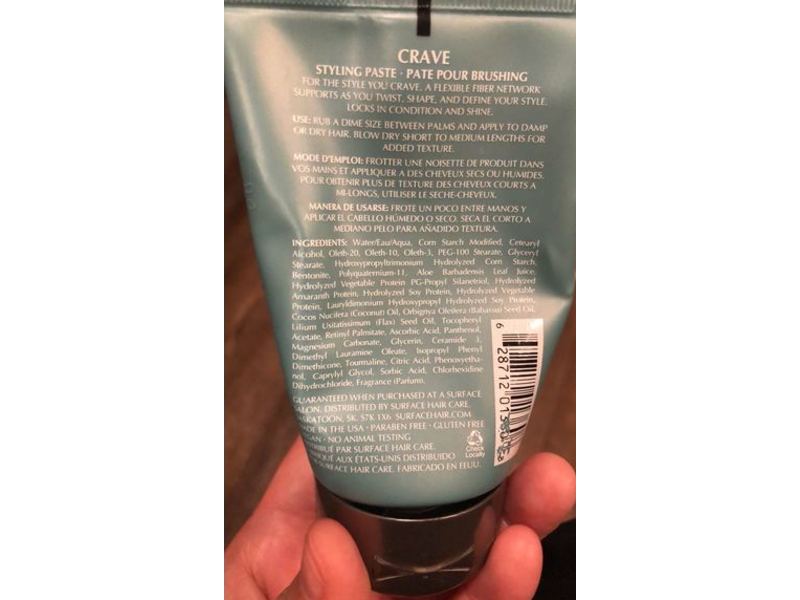 CRAVE
STYLING PASTE · PATE POUR BRUSHING
FOR THE STYLE YOU CRAVE. A FLEXIBLE FIBER NETWORK
SUPPORTS AS YOU TWIST, SHAPE, AND DEFINE YOUR STYLE.
LOCKS IN CONDITION AND SHINE.
USE: RUB A DIME SIZE BETWEEN PALMS AND APPLY TO DAMP
OR DRY HAIR. BLOW DRY SHORT TO MEDIUM LENGTHS FOR
ADDED TEXTURE.
MODE D'EMPLOI: FROTTER UNE NOISETTE DE PRODUIT DANS
VOS MAINS ET APPLIQUER A DES CHEVEUX SECS OU HUMIDES.
POUR OBTENIR PLUS DE TEXTURE DES CHEVEUX COURTS A
MI-LONGS, UTILISER LE SECHE-CHEVEUX.
MANERA DE USARSE: FROTE UN POCO ENTRE MANOS Y
APLICAR EL CABELLO HÚMEDO O SECO. SECA EL CORTO A
MEDIANO PELO PARA AÑADIDO TEXTURA.
INGREDIENTS: Water/Eau/Aqua, Corn Starch Modified, Cetearyl
Alcohol, Oleth-20, Oleth-10, Oleth-3, PEG-100 Stearate, Glyceryl
Stearate, Hydroxypropyltrimonium Hydrolyzed Corn Starch,
Bentonite, Polyquaternium-11, Aloe Barbadensis Leaf Juice,
Hydrolyzed Vegetable Protein PG-Propyl Silanetriol, Hydrolyzed
Amaranth Protein, Hydrolyzed Soy Protein, Hydrolyzed Vegetable
Protein, Lauryldimonium Hydroxypropyl Hydrolyzed Soy Protein,
Cocos Nucifera (Coconut) Oil, Orbignya Oleifera (Babassu) Seed Oil,
Lilium Usitatissimum (Flax) Seed Oil, Tocopheryl
Acetate, Retinyl Palmitate, Ascorbic Acid, Panthenol,
Magnesium Carbonate, Glycerin, Ceramide 3,
Dimethyl Lauramine Oleate, Isopropyl Phenyl
Dimethicone, Tourmaline, Citric Acid, Phenoxyetha-
nol, Caprylyl Glycol, Sorbic Acid, Chlorhexidine
Dihydrochloride, Fragrance (Parfum).
GUARANTEED WHEN PURCHASED AT A SURFACE
SALON. DISTRIBUTED BY SURFACE HAIR CARE,
SASKATOON, SK. S7K 1X6 SURFACEHAIR.COM
MADE IN THE USA · PARABEN FREE · GLUTEN FREE
VEGAN · NO ANIMAL TESTING
DISTRIBUÉ PAR SURFACE HAIR CARE.
AUX ÉTATS-UNIS DISTRIBUIDO
SURFACE HAIR CARE. FABRICADO EN EEUU.
Check
Locally
6 28712